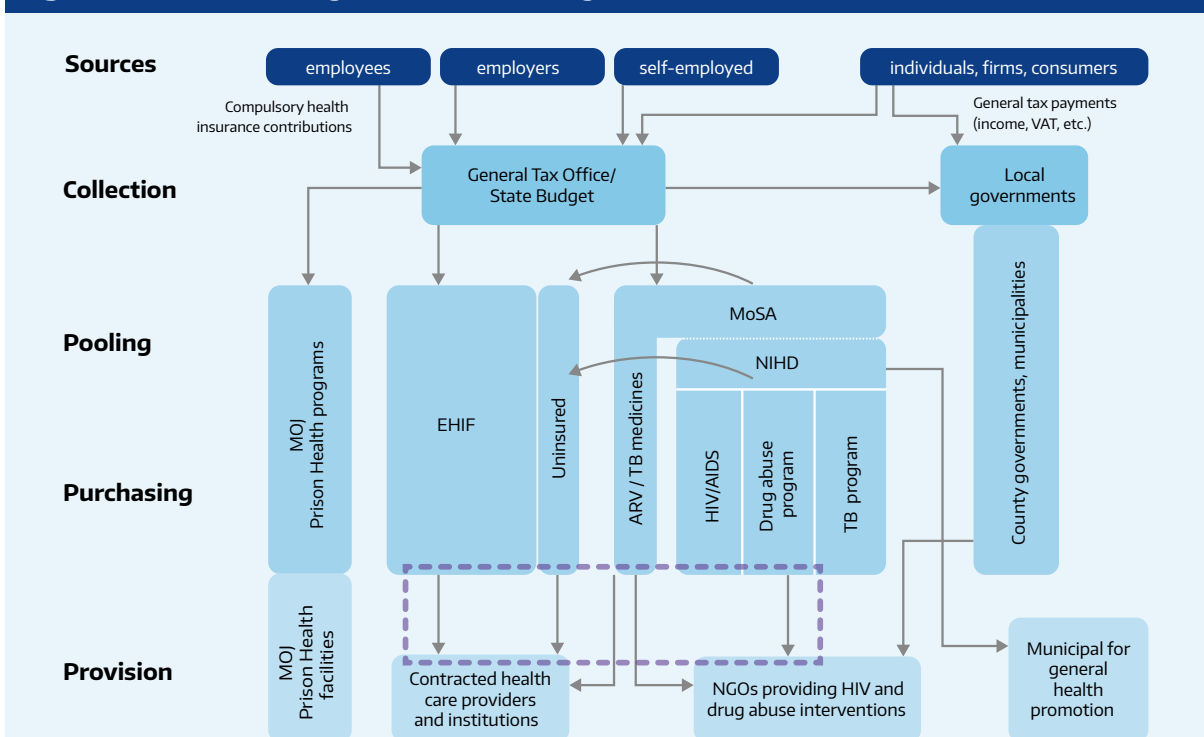 Sources
employees
employers
self-employed
individuals, firms, consumers
Compulsory health
insurance contributions
General tax payments
(income, VAT, etc.)
Collection
General Tax Office/
State Budget
Local
governments
Pooling
Purchasing
MOJ
Prison Health programs
EHIF
Uninsured
MoSA
ARV / TB medicines
NIHD
HIV/AIDS
Drug abuse
program
TB program
County governments, municipalities
Provision
MOJ
Prison Health
facilities
Contracted health
care providers
and institutions
NGOs providing HIV and
drug abuse interventions
Municipal for
general
health
promotion